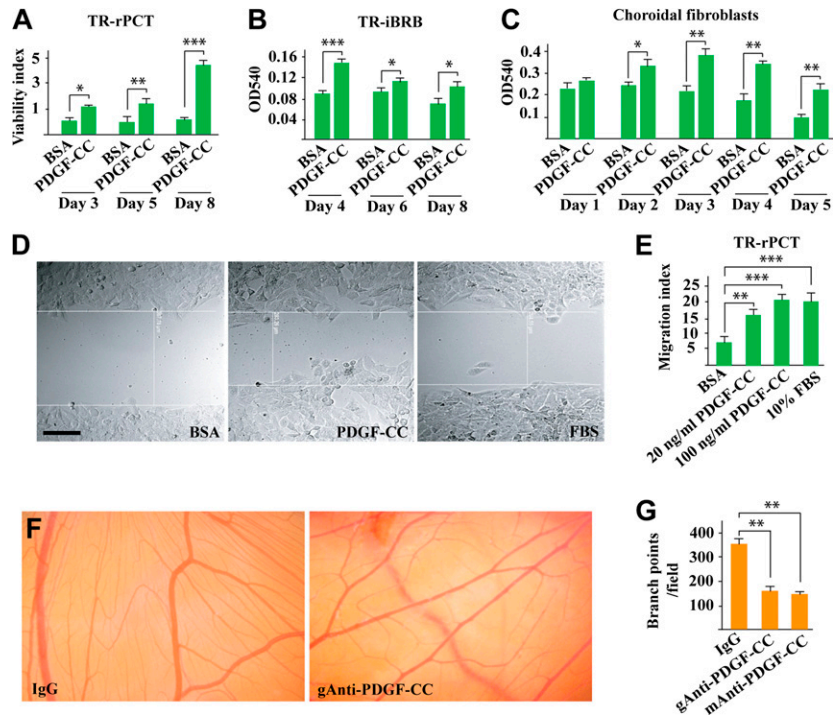 A
TR-rPCT
Viability index
5
3
1
*
**
***
BSA
PDGF-CC
BSA
PDGF-CC
BSA
PDGF-CC
Day 3
Day 5
Day 8
B
TR-iBRB
OD540
0.16
0.12
0.08
0.04
***
*
*
BSA
PDGF-CC
BSA
PDGF-CC
BSA
PDGF-CC
Day 4
Day 6
Day 8
C
Choroidal fibroblasts
OD540
0.4
0.3
0.2
0.1
*
**
**
**
BSA
PDGF-CC
BSA
PDGF-CC
BSA
PDGF-CC
BSA
PDGF-CC
BSA
PDGF-CC
Day 1
Day 2
Day 3
Day 4
Day 5
D
BSA
PDGF-CC
FBS
E
TR-rPCT
Migration index
25
20
15
10
5
**
***
***
BSA
20 ng/ml PDGF-CC
100 ng/ml PDGF-CC
10% FBS
F
IgG
gAnti-PDGF-CC
G
Branch points
/field
400
300
200
100
**
**
IgG
gAnti-PDGF-CC
mAnti-PDGF-CC